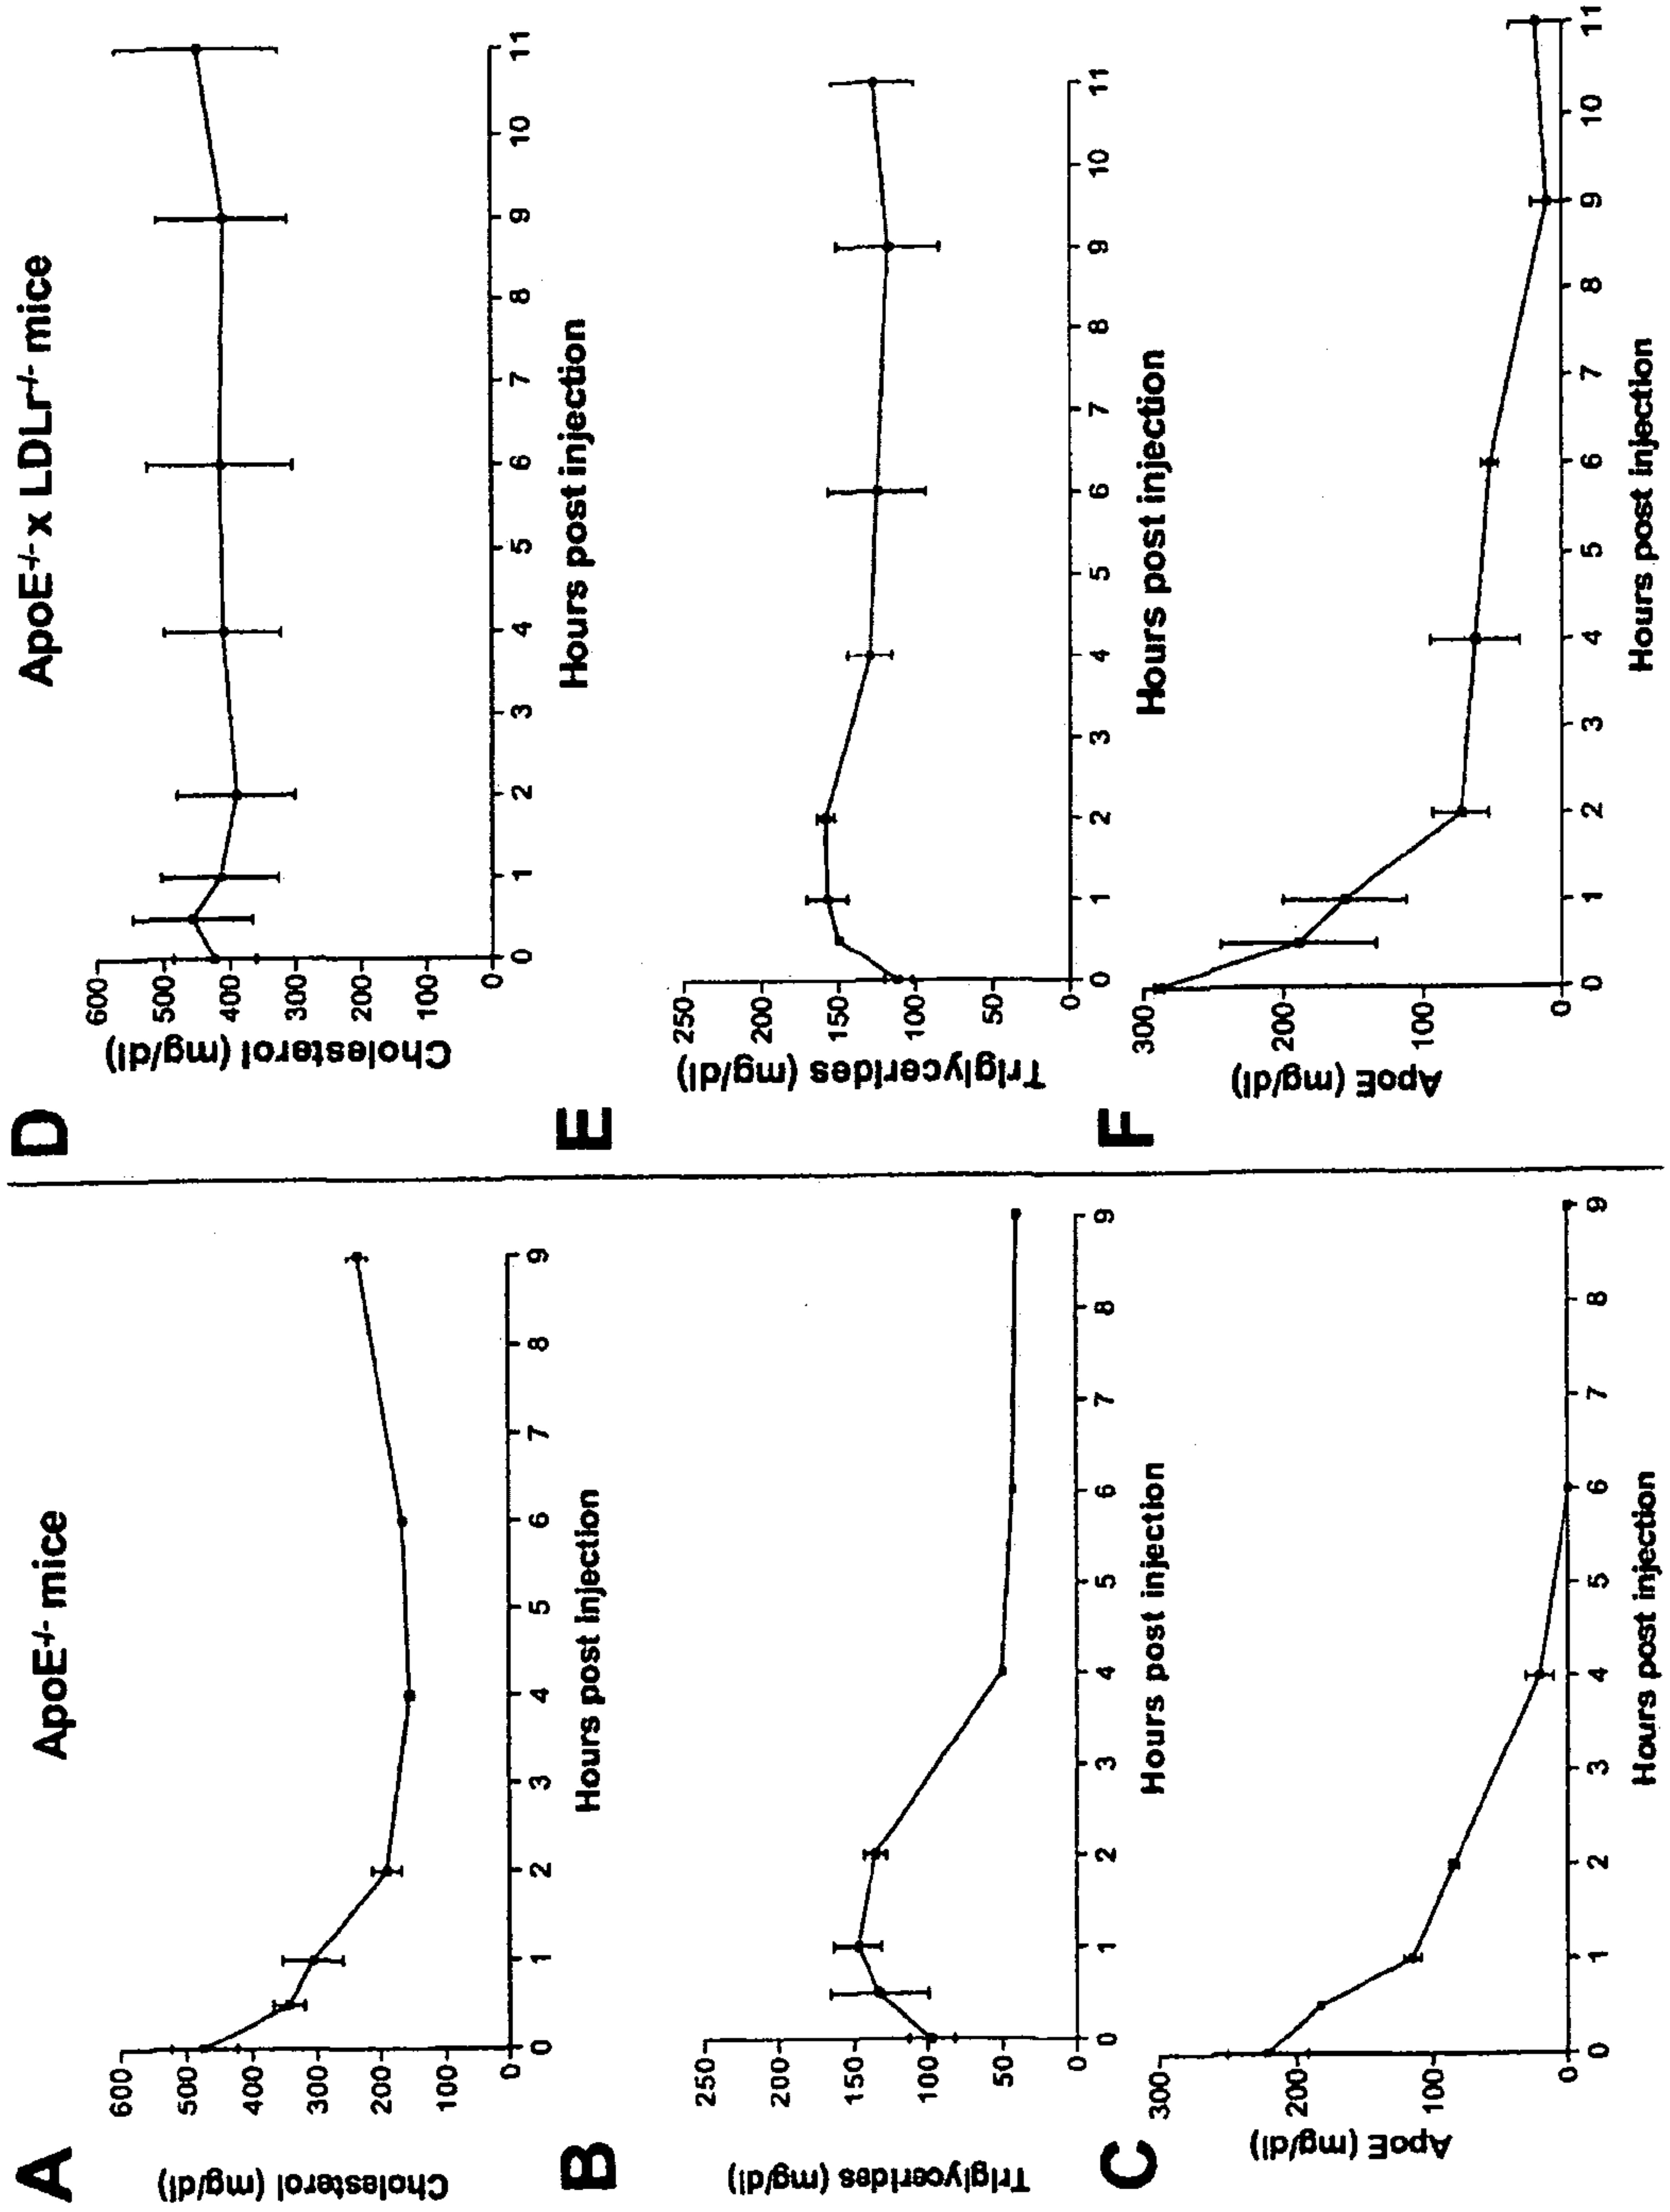 ApoE-/- mice
A
Cholesterol (mg/dl)
600
500
400
300
200
100
0
0 1 2 3 4 5 6 7 8 9
Hours post injection
B
Triglycerides (mg/dl)
250
200
150
100
50
0
0 1 2 3 4 5 6 7 8 9
Hours post injection
C
ApoE (mg/dl)
300
200
100
0
0 1 2 3 4 5 6 7 8 9
Hours post injection
ApoE-/- x LDLr-/- mice
D
Cholesterol (mg/dl)
600
500
400
300
200
100
0
0 1 2 3 4 5 6 7 8 9 10 11
Hours post injection
E
Triglycerides (mg/dl)
250
200
150
100
50
0
0 1 2 3 4 5 6 7 8 9 10 11
Hours post injection
F
ApoE (mg/dl)
300
200
100
0
0 1 2 3 4 5 6 7 8 9 10 11
Hours post injection